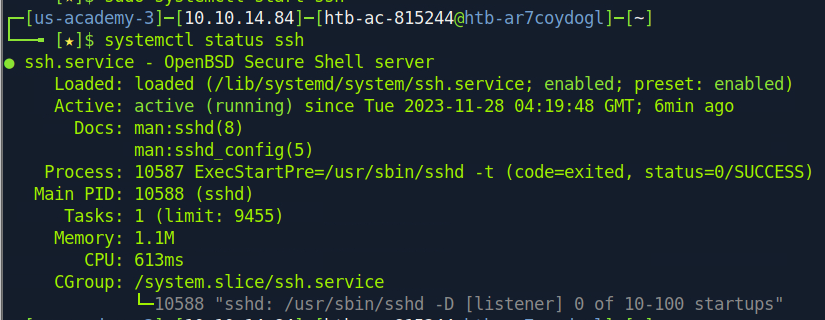 ┌─[us-academy-3]─[10.10.14.84]─[htb-ac-815244@htb-ar7coydogl]─[~]
└──╼ [★]$ systemctl status ssh
● ssh.service - OpenBSD Secure Shell server
Loaded: loaded (/lib/systemd/system/ssh.service; enabled; preset: enabled)
Active: active (running) since Tue 2023-11-28 04:19:48 GMT; 6min ago
Docs: man:sshd(8)
man:sshd_config(5)
Process: 10587 ExecStartPre=/usr/sbin/sshd -t (code=exited, status=0/SUCCESS)
Main PID: 10588 (sshd)
Tasks: 1 (limit: 9455)
Memory: 1.1M
CPU: 613ms
CGroup: /system.slice/ssh.service
└─10588 "sshd: /usr/sbin/sshd -D [listener] 0 of 10-100 startups"